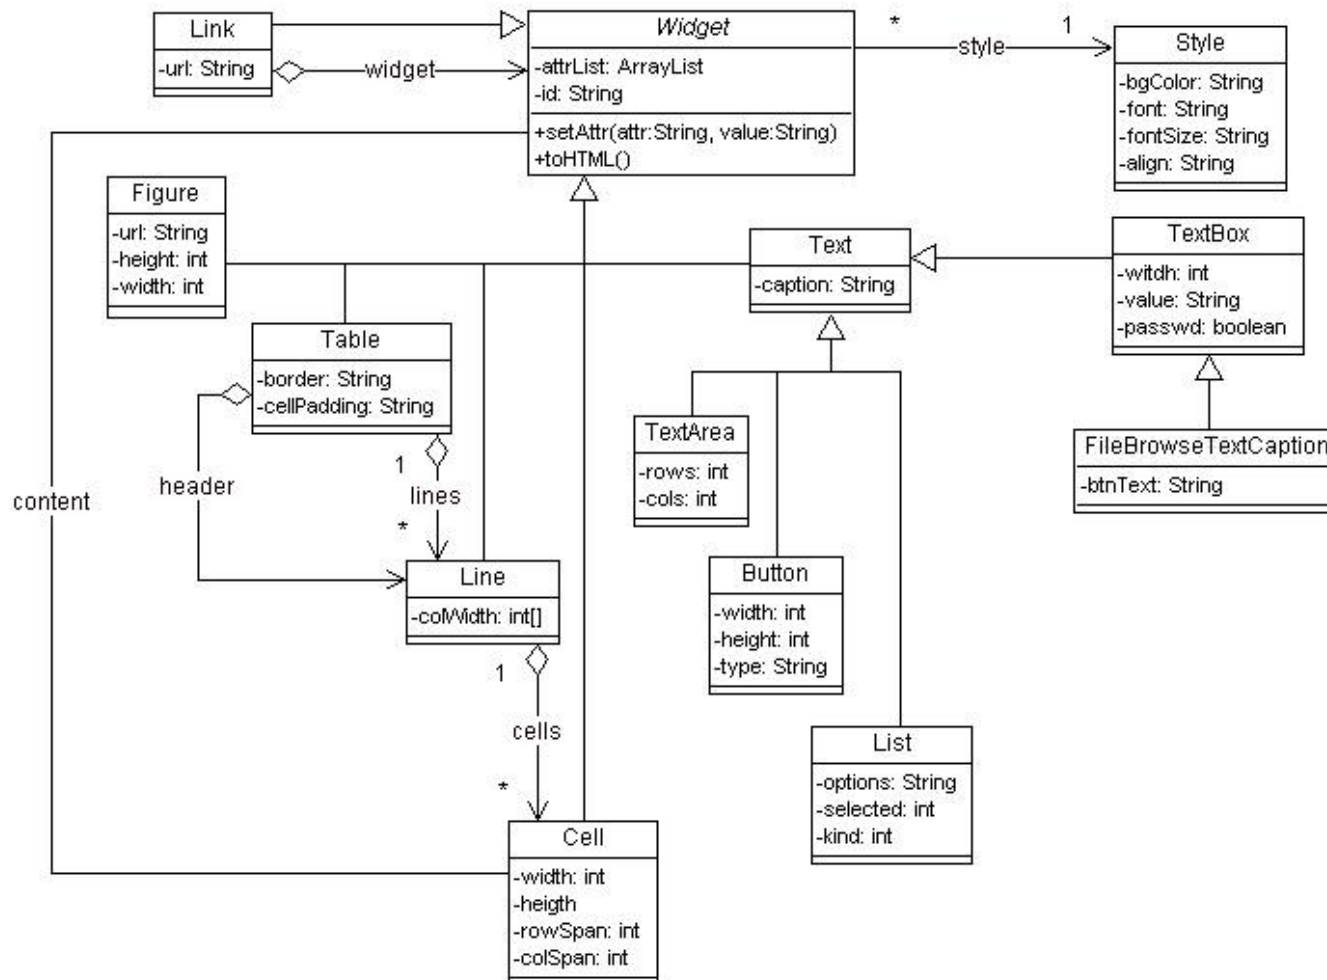 Link
-url: String
widget
Widget
-attrList: ArrayList
-id: String
+setAttr(attr:String, value:String)
+toHTML()
*
style
1
Style
-bgColor: String
-font: String
-fontSize: String
-align: String
Figure
-url: String
-height: int
-width: int
Text
-caption: String
TextBox
-witdh: int
-value: String
-passwd: boolean
Table
-border: String
-cellPadding: String
header
1
lines
*
content
TextArea
-rows: int
-cols: int
FileBrowseTextCaption
-btnText: String
Line
-colWidth: int[]
1
cells
*
Button
-width: int
-height: int
-type: String
List
-options: String
-selected: int
-kind: int
Cell
-width: int
-heigth
-rowSpan: int
-colSpan: int